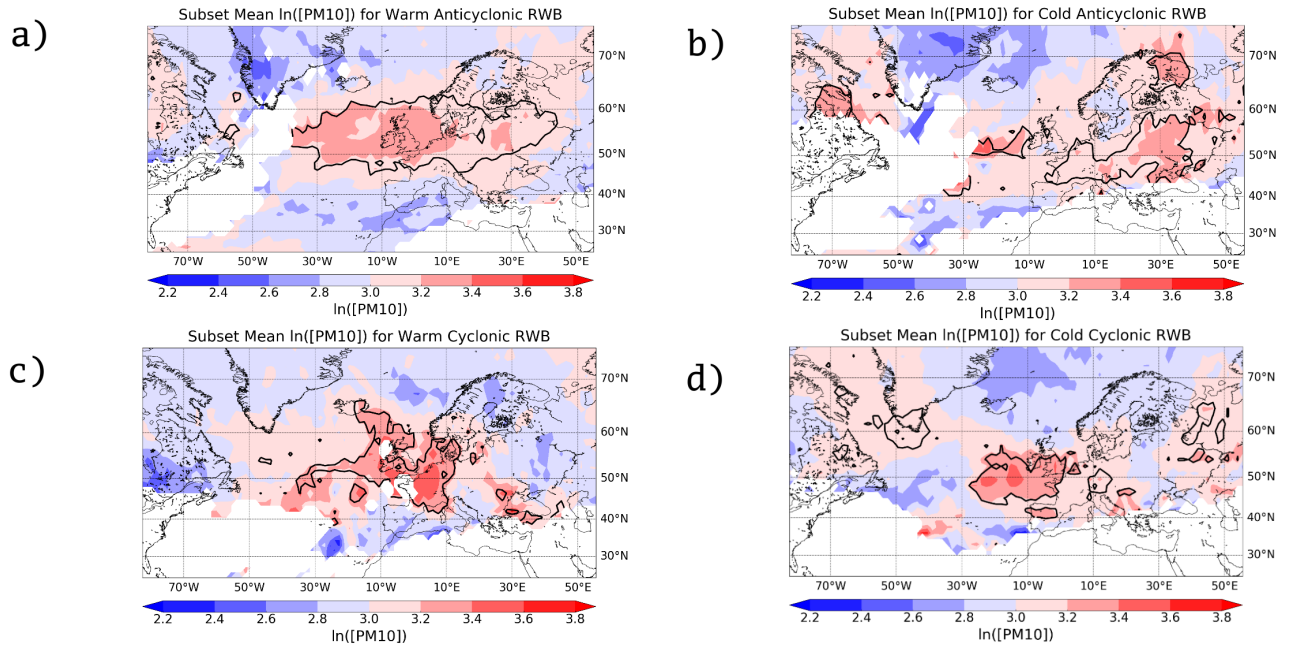 a)
Subset Mean ln([PM10]) for Warm Anticyclonic RWB
70°N
60°N
50°N
40°N
30°N
70°W 50°W 30°W 10°W 10°E 30°E 50°E
2.2 2.4 2.6 2.8 3.0 3.2 3.4 3.6 3.8
ln([PM10])
b)
Subset Mean ln([PM10]) for Cold Anticyclonic RWB
70°N
60°N
50°N
40°N
30°N
70°W 50°W 30°W 10°W 10°E 30°E 50°E
2.2 2.4 2.6 2.8 3.0 3.2 3.4 3.6 3.8
ln([PM10])
c)
Subset Mean ln([PM10]) for Warm Cyclonic RWB
70°N
60°N
50°N
40°N
30°N
70°W 50°W 30°W 10°W 10°E 30°E 50°E
2.2 2.4 2.6 2.8 3.0 3.2 3.4 3.6 3.8
ln([PM10])
d)
Subset Mean ln([PM10]) for Cold Cyclonic RWB
70°N
60°N
50°N
40°N
30°N
70°W 50°W 30°W 10°W 10°E 30°E 50°E
2.2 2.4 2.6 2.8 3.0 3.2 3.4 3.6 3.8
ln([PM10])